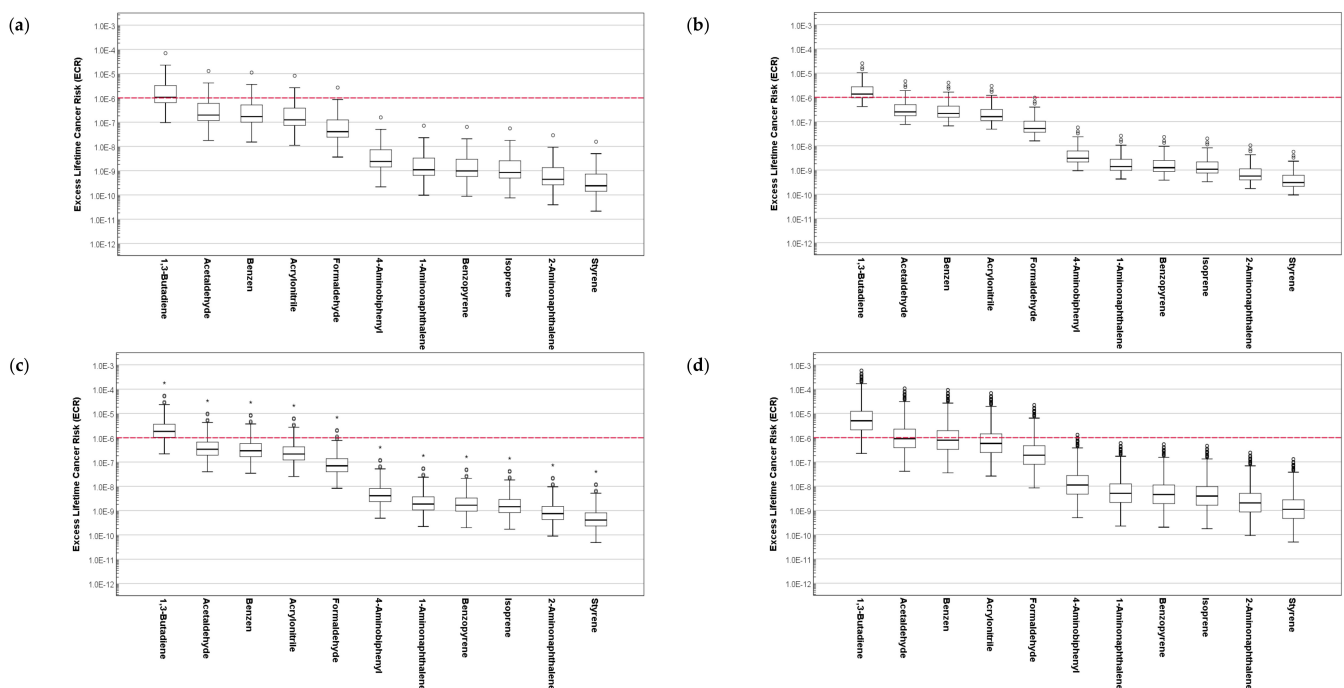 (a)
Excess Lifetime Cancer Risk (ECR)
1.0E-3
1.0E-4
1.0E-5
1.0E-6
1.0E-7
1.0E-8
1.0E-9
1.0E-10
1.0E-11
1.0E-12
1,3-Butadiene
Acetaldehyde
Benzen
Acrylonitrile
Formaldehyde
4-Aminobiphenyl
1-Aminonaphthalene
Benzopyrene
Isoprene
2-Aminonaphthalene
Styrene
(b)
Excess Lifetime Cancer Risk (ECR)
1.0E-3
1.0E-4
1.0E-5
1.0E-6
1.0E-7
1.0E-8
1.0E-9
1.0E-10
1.0E-11
1.0E-12
1,3-Butadiene
Acetaldehyde
Benzen
Acrylonitrile
Formaldehyde
4-Aminobiphenyl
1-Aminonaphthalene
Benzopyrene
Isoprene
2-Aminonaphthalene
Styrene
(c)
Excess Lifetime Cancer Risk (ECR)
1.0E-3
1.0E-4
1.0E-5
1.0E-6
1.0E-7
1.0E-8
1.0E-9
1.0E-10
1.0E-11
1.0E-12
1,3-Butadiene
Acetaldehyde
Benzen
Acrylonitrile
Formaldehyde
4-Aminobiphenyl
1-Aminonaphthalene
Benzopyrene
Isoprene
2-Aminonaphthalene
Styrene
(d)
Excess Lifetime Cancer Risk (ECR)
1.0E-3
1.0E-4
1.0E-5
1.0E-6
1.0E-7
1.0E-8
1.0E-9
1.0E-10
1.0E-11
1.0E-12
1,3-Butadiene
Acetaldehyde
Benzen
Acrylonitrile
Formaldehyde
4-Aminobiphenyl
1-Aminonaphthalene
Benzopyrene
Isoprene
2-Aminonaphthalene
Styrene